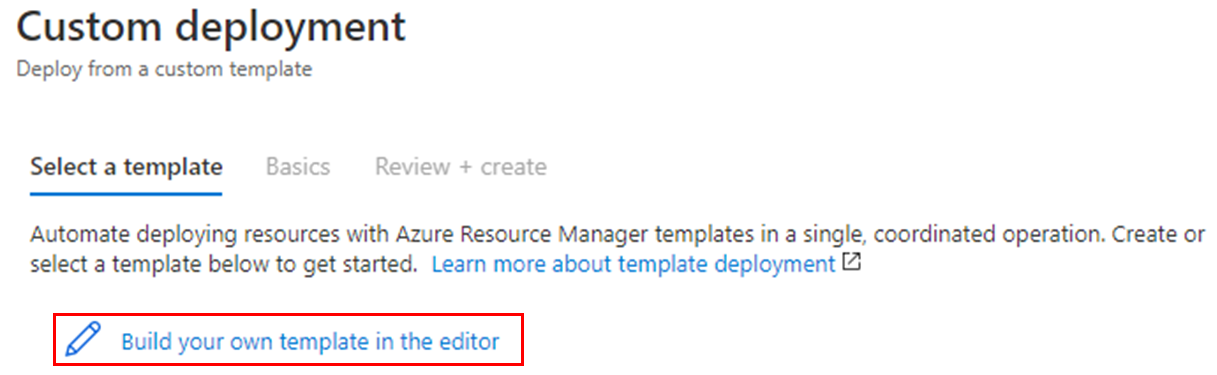 Custom deployment
Deploy from a custom template
Select a template Basics Review + create
Automate deploying resources with Azure Resource Manager templates in a single, coordinated operation. Create or
select a template below to get started. Learn more about template deployment
Build your own template in the editor